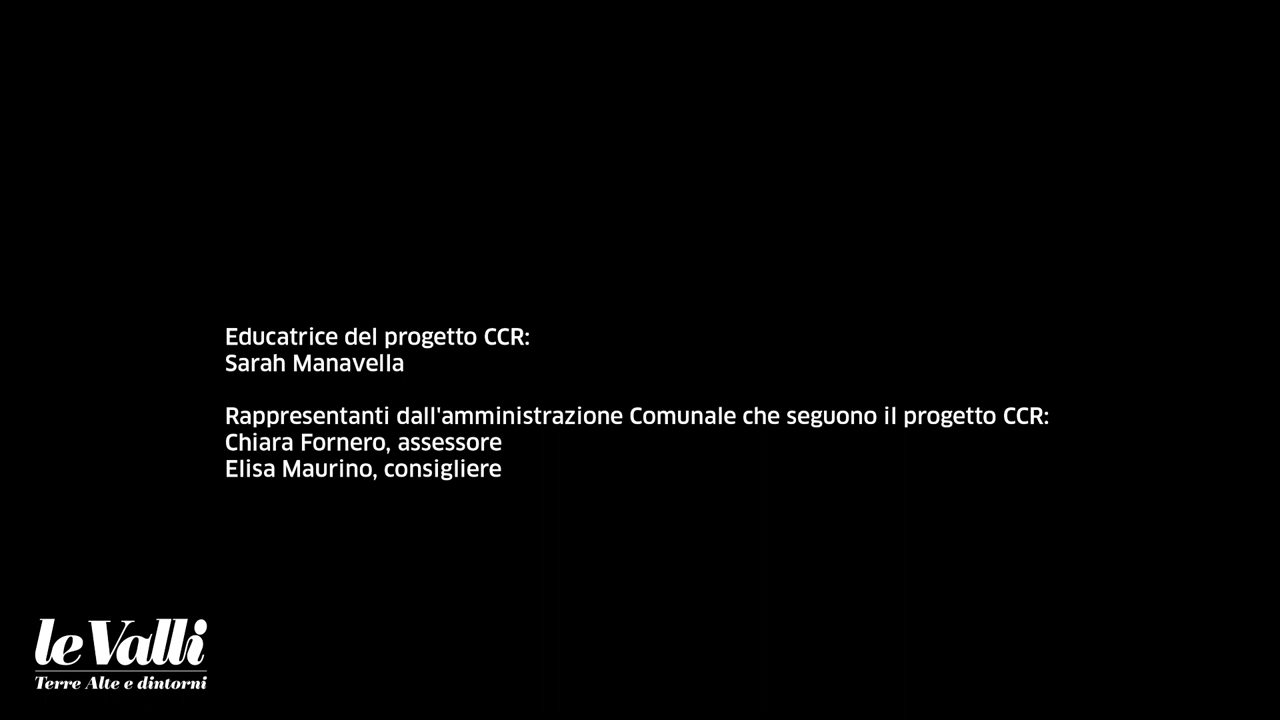 Educatrice del progetto CCR:
Sarah Manavella
Rappresentanti dall'amministrazione Comunale che seguono il progetto CCR:
Chiara Fornero, assessore
Elisa Maurino, consigliere
le Valli
Terre Alte e dintorni